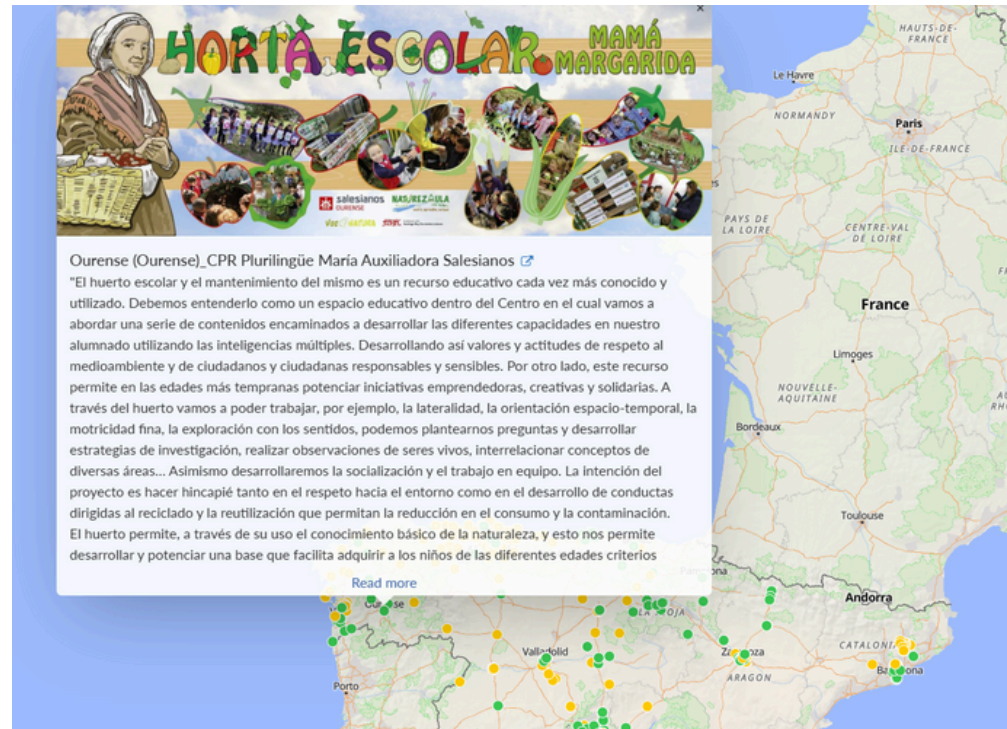 ×
HORTA ESCOLAR
MAMÁ
MARGARIDA
salesianos
OURENSE
NATUREZAULA
Ourense (Ourense)_CPR Plurilingüe María Auxiliadora Salesianos
"El huerto escolar y el mantenimiento del mismo es un recurso educativo cada vez más conocido y
utilizado. Debemos entenderlo como un espacio educativo dentro del Centro en el cual vamos a
abordar una serie de contenidos encaminados a desarrollar las diferentes capacidades en nuestro
alumnado utilizando las inteligencias múltiples. Desarrollando así valores y actitudes de respeto al
medioambiente y de ciudadanos y ciudadanas responsables y sensibles. Por otro lado, este recurso
permite en las edades más tempranas potenciar iniciativas emprendedoras, creativas y solidarias. A
través del huerto vamos a poder trabajar, por ejemplo, la lateralidad, la orientación espacio-temporal, la
motricidad fina, la exploración con los sentidos, podemos plantearnos preguntas y desarrollar
estrategias de investigación, realizar observaciones de seres vivos, interrelacionar conceptos de
diversas áreas... Asimismo desarrollaremos la socialización y el trabajo en equipo. La intención del
proyecto es hacer hincapié tanto en el respeto hacia el entorno como en el desarrollo de conductas
dirigidas al reciclado y la reutilización que permitan la reducción en el consumo y la contaminación.
El huerto permite, a través de su uso el conocimiento básico de la naturaleza, y esto nos permite
desarrollar y potenciar una base que facilita adquirir a los niños de las diferentes edades criterios
Read more
HAUTS-DE-
FRANCE
Le Havre
NORMANDY
Paris
ILE-DE-FRANCE
PAYS DE
LA LOIRE
CENTRE-VAL
DE LOIRE
France
Limoges
NOUVELLE-
AQUITAINE
Bordeaux
Toulouse
Andorra
LA RIOJA
CATALONI
Valladolid
ARAGON
Porto